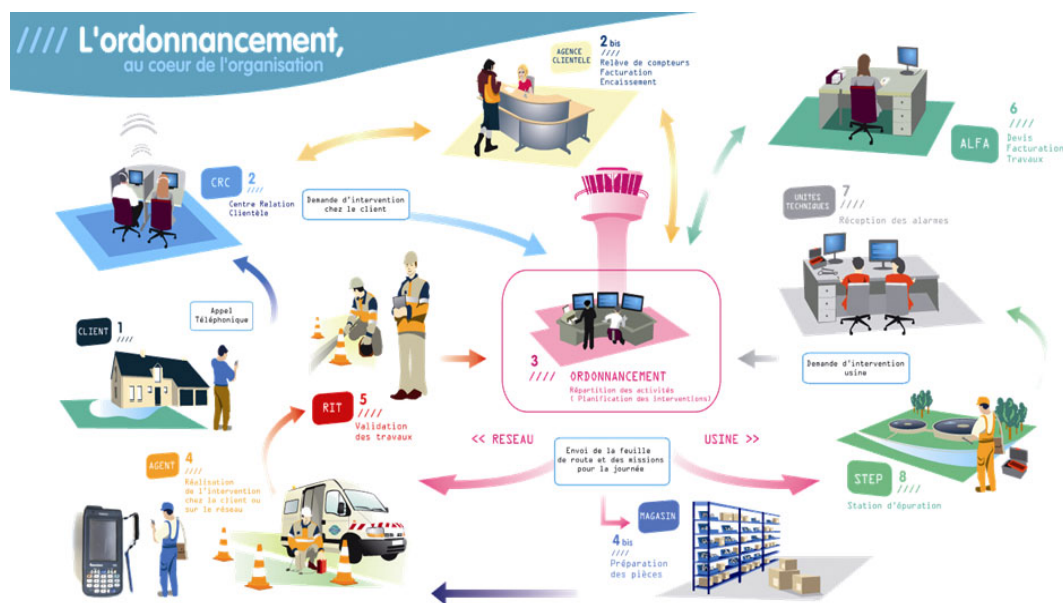 //// L'ordonnancement,
au coeur de l'organisation
AGENCE
CLIENTELE
2 bis
////
Relève de compteurs
Facturation
Encaissement
ALFA
6
////
Devis
Facturation
Travaux
CRC
2
////
Centre Relation
Clientèle
Demande d'intervention
chez le client
UNITES
TECHNIQUES
7
////
Réception des alarmes
Appel
Téléphonique
CLIENT
1
////
3
////
ORDONNANCEMENT
Répartition des activités
( Planification des interventions)
Demande d'intervention
usine
RIT
5
////
Validation
des travaux
<< RESEAU
USINE >>
Envoi de la feuille
de route et des missions
pour la journée
AGENT
4
////
Réalisation
de l'intervention
chez la client ou
sur le réseau
STEP
8
////
Station d'épuration
MAGASIN
4 bis
////
Préparation
des pièces